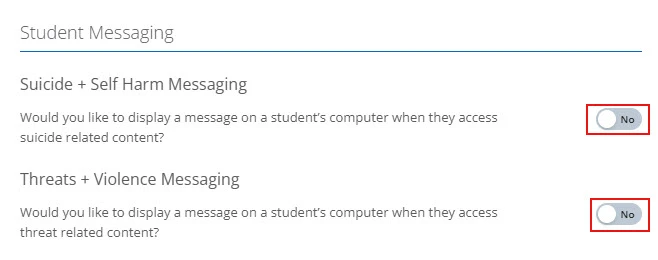 Student Messaging
Suicide + Self Harm Messaging
Would you like to display a message on a student’s computer when they access
suicide related content?
No
Threats + Violence Messaging
Would you like to display a message on a student’s computer when they access
threat related content?
No